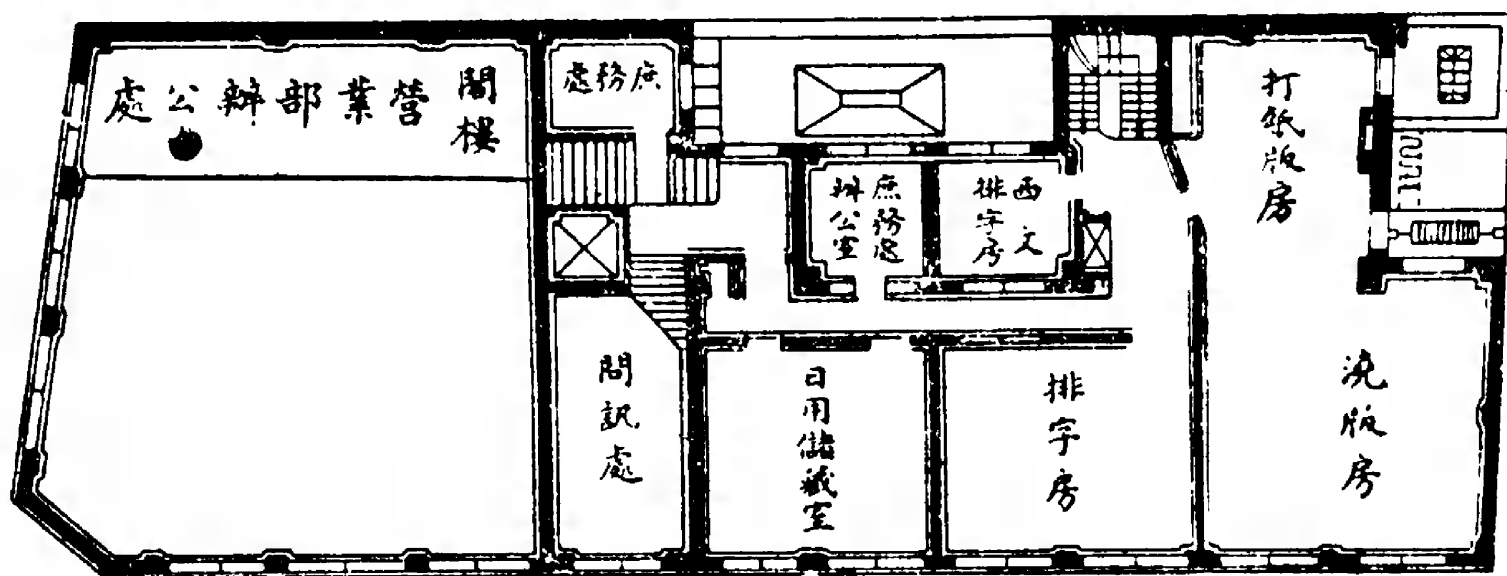 閣樓
營業部辦公處
庶務處
庶務處
辦公室
西文
排字房
打紙版房
問訊處
日用儲藏室
排字房
澆版房